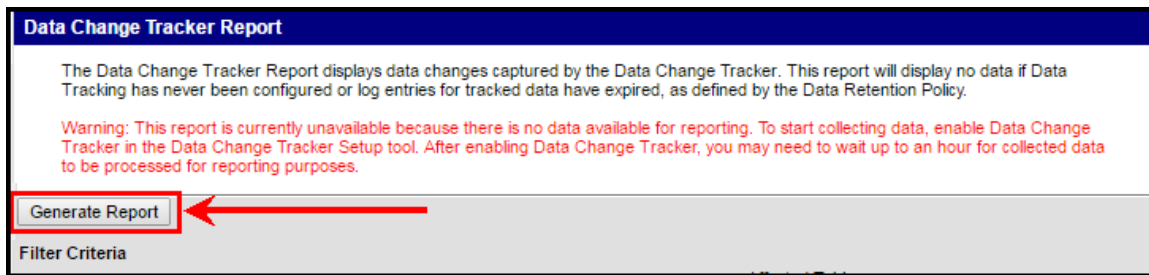 Data Change Tracker Report
The Data Change Tracker Report displays data changes captured by the Data Change Tracker. This report will display no data if Data
Tracking has never been configured or log entries for tracked data have expired, as defined by the Data Retention Policy.
Warning: This report is currently unavailable because there is no data available for reporting. To start collecting data, enable Data Change
Tracker in the Data Change Tracker Setup tool. After enabling Data Change Tracker, you may need to wait up to an hour for collected data
to be processed for reporting purposes.
Generate Report
Filter Criteria